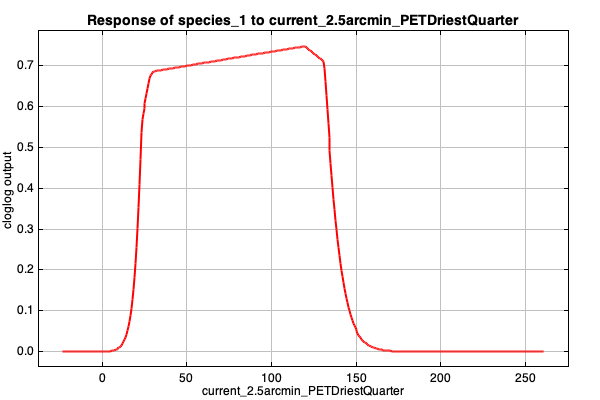 Response of species_1 to current_2.5arcmin_PETDriestQuarter
0.7
0.6
0.5
0.4
0.3
0.2
0.1
0.0
cloglog output
0 50 100 150 200 250
current_2.5arcmin_PETDriestQuarter